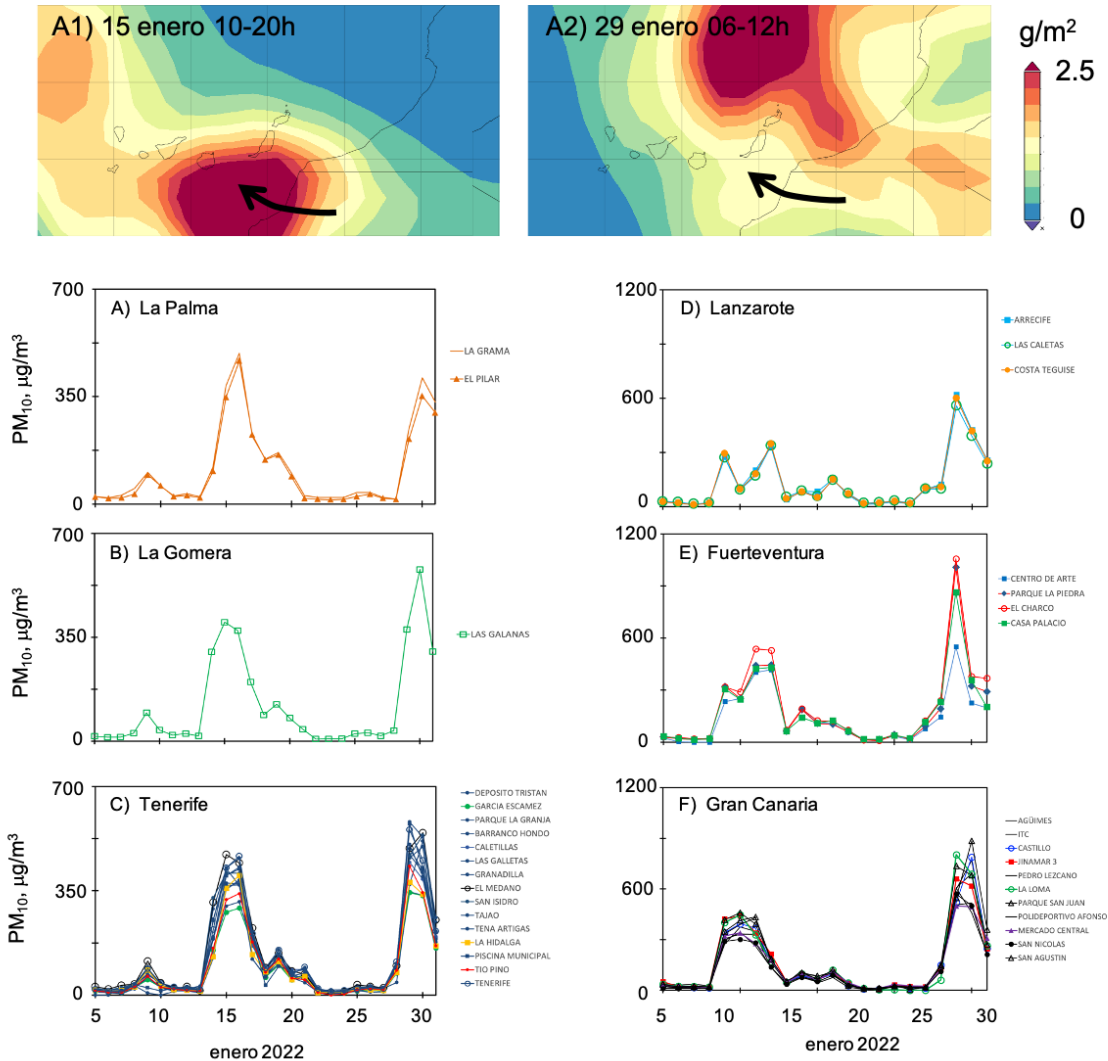 A1) 15 enero 10-20h
A2) 29 enero 06-12h
g/m²
2.5
0
A) La Palma
700
350
0
PM₁₀, µg/m³
LA GRAMA
EL PILAR
B) La Gomera
700
350
0
PM₁₀, µg/m³
LAS GALANAS
C) Tenerife
700
350
0
PM₁₀, µg/m³
5
10
15
20
25
30
enero 2022
DEPOSITO TRISTAN
GARCIA ESCAMEZ
PARQUE LA GRANJA
BARRANCO HONDO
CALETILLAS
LAS GALLETAS
GRANADILLA
EL MEDANO
SAN ISIDRO
TAJAO
TENA ARTIGAS
LA HIDALGA
PISCINA MUNICIPAL
TIO PINO
TENERIFE
D) Lanzarote
1200
600
0
ARRECIFE
LAS CALETAS
COSTA TEGUISE
E) Fuerteventura
1200
600
0
CENTRO DE ARTE
PARQUE LA PIEDRA
EL CHARCO
CASA PALACIO
F) Gran Canaria
1200
600
0
5
10
15
20
25
30
enero 2022
AGÜIMES
ITC
CASTILLO
JINAMAR 3
PEDRO LEZCANO
LA LOMA
PARQUE SAN JUAN
POLIDEPORTIVO AFONSO
MERCADO CENTRAL
SAN NICOLAS
SAN AGUSTIN